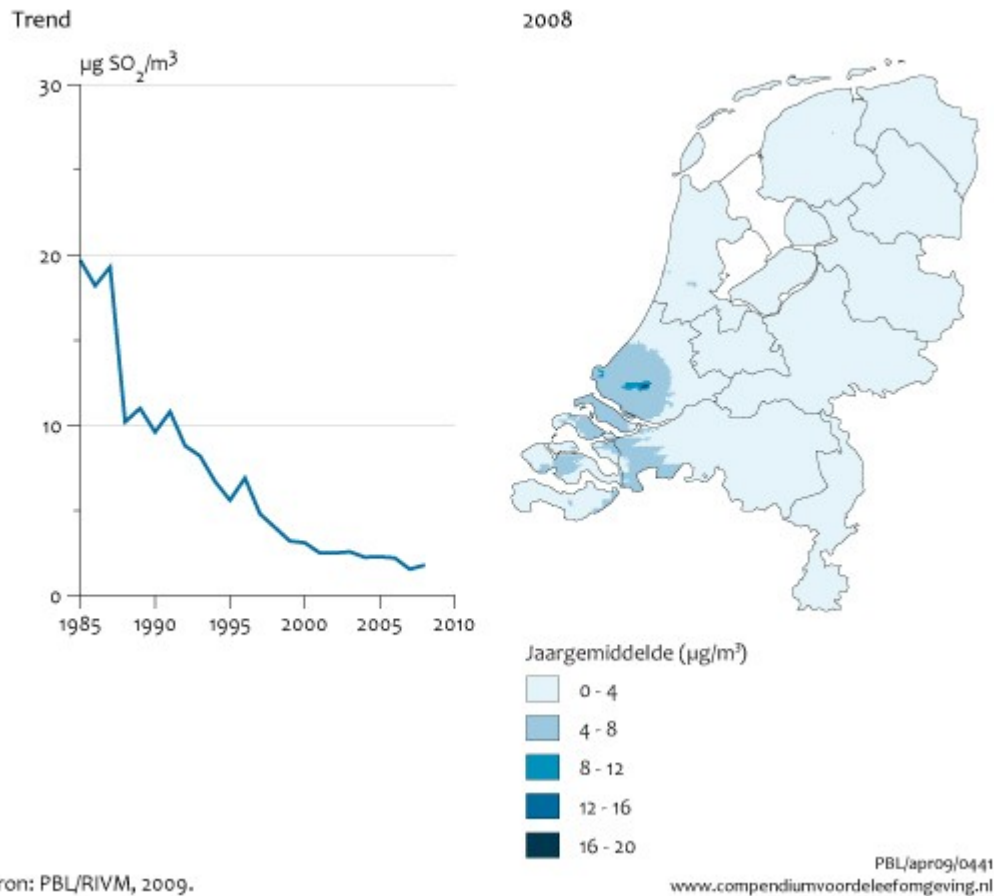 Trend
µg SO₂/m³
30
20
10
0
1985 1990 1995 2000 2005 2010
2008
Jaargemiddelde (µg/m³)
0 - 4
4 - 8
8 - 12
12 - 16
16 - 20
PBL/apr09/0441
ron: PBL/RIVM, 2009.
www.compendiumvoordeleefomgeving.nl